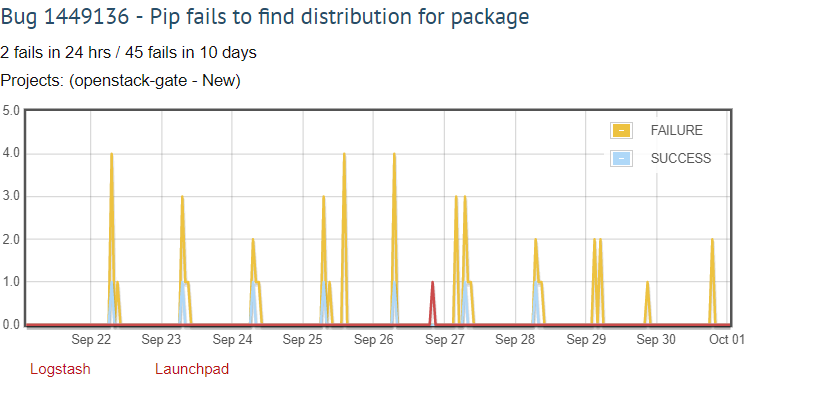 Bug 1449136 - Pip fails to find distribution for package
2 fails in 24 hrs / 45 fails in 10 days
Projects: (openstack-gate - New)
5.0
4.0
3.0
2.0
1.0
0.0
FAILURE
SUCCESS
Sep 22 Sep 23 Sep 24 Sep 25 Sep 26 Sep 27 Sep 28 Sep 29 Sep 30 Oct 01
Logstash Launchpad